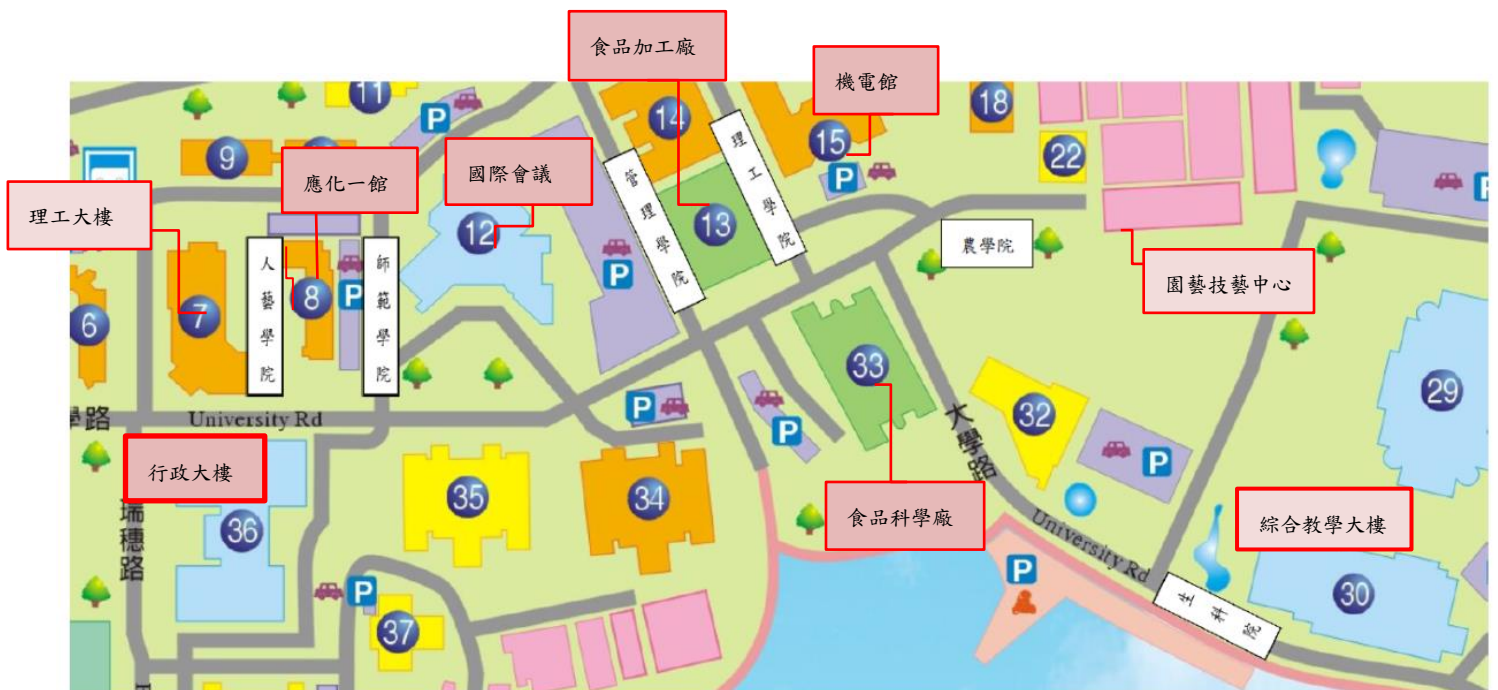 食品加工廠
機電館
11
P
14
15
18
22
P
9
應化一館
國際會議
理工大樓
管理學院
理工學院
13
12
P
農學院
園藝技藝中心
6
7
人藝學院
8
P
師範學院
33
32
29
學路
University Rd
P
P
P
大學路
行政大樓
35
34
36
瑞穗路
食品科學廠
University Rd
綜合教學大樓
P
P
37
生科院
30